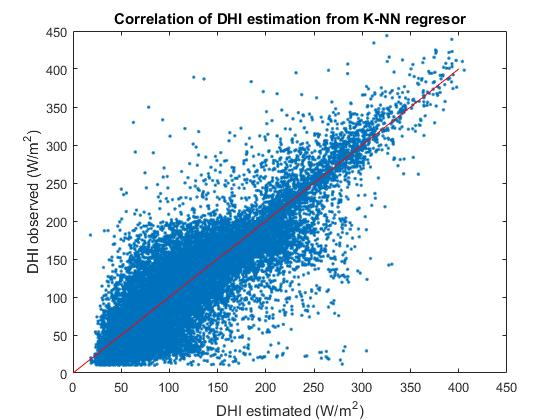 Correlation of DHI estimation from K-NN regresor
450
400
350
300
250
200
150
100
50
0
DHI observed (W/m²)
0 50 100 150 200 250 300 350 400 450
DHI estimated (W/m²)